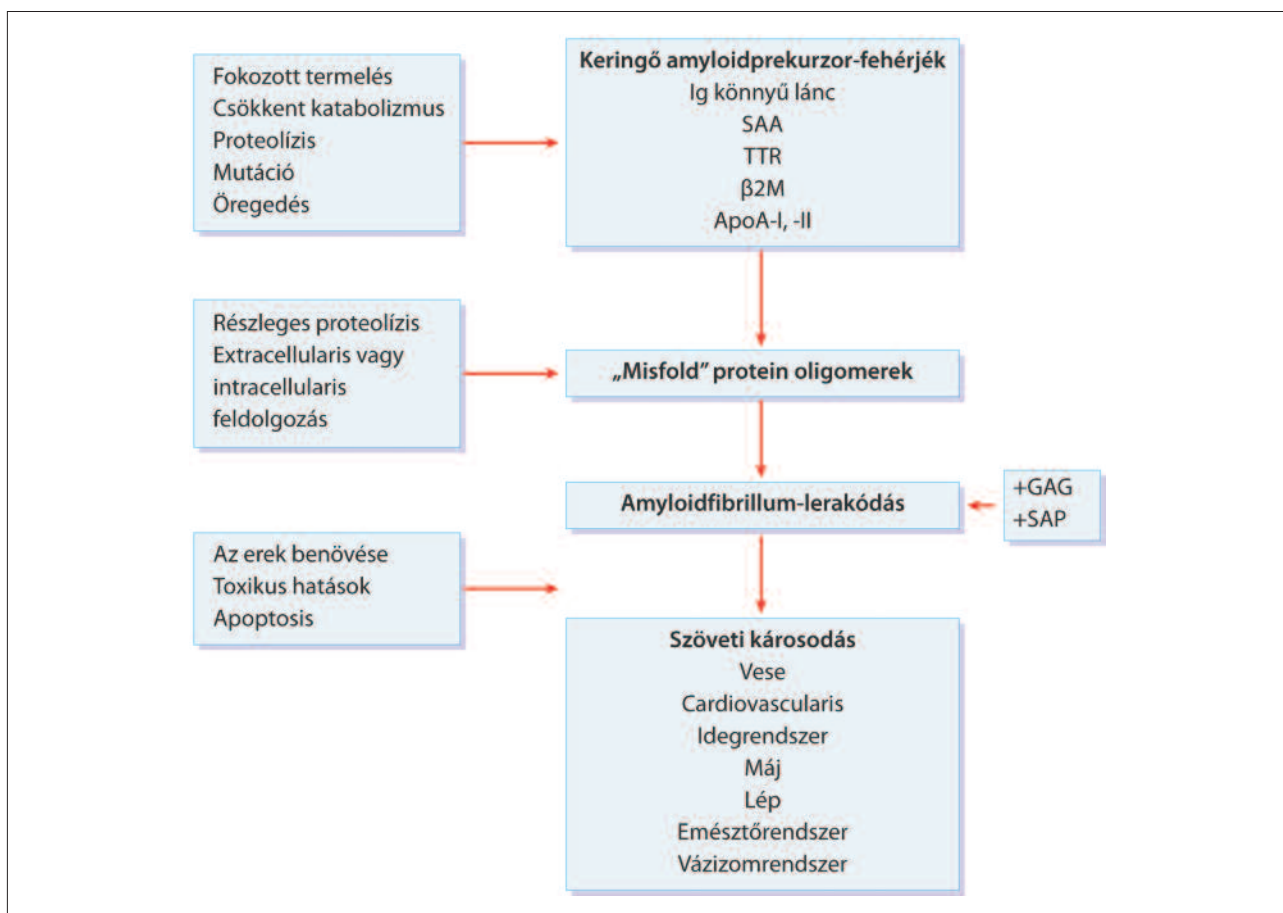 Fokozott termelés
Csökkent katabolizmus
Proteolízis
Mutáció
Öregedés
Keringő amyloidprekurzor-fehérjék
Ig könnyű lánc
SAA
TTR
β2M
ApoA-I, -II
Részleges proteolízis
Extracellularis vagy
intracellularis
feldolgozás
„Misfold” protein oligomerek
Amyloidfibrillum-lerakódás
+GAG
+SAP
Az erek benövése
Toxikus hatások
Apoptosis
Szöveti károsodás
Vese
Cardiovascularis
Idegrendszer
Máj
Lép
Emésztőrendszer
Vázizomrendszer